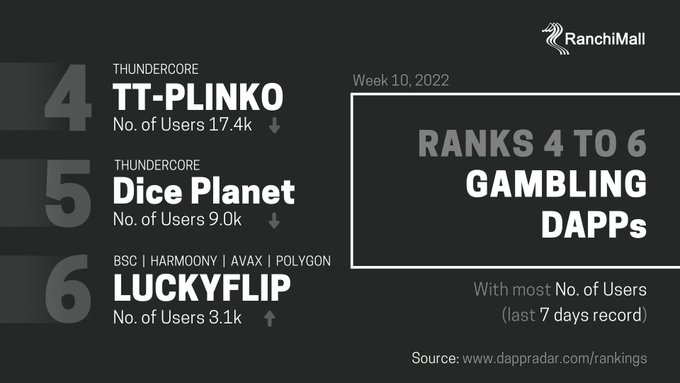 RanchiMall
4
THUNDERCORE
TT-PLINKO
No. of Users 17.4k
5
THUNDERCORE
Dice Planet
No. of Users 9.0k
6
BSC | HARMOONY | AVAX | POLYGON
LUCKYFLIP
No. of Users 3.1k
Week 10, 2022
RANKS 4 TO 6
GAMBLING
DAPPs
With most No. of Users
(last 7 days record)
Source: www.dappradar.com/rankings